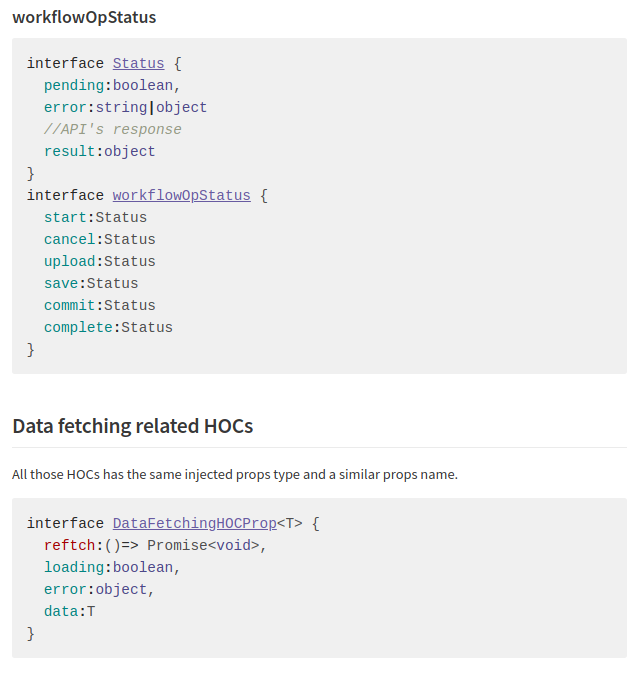 workflowOpStatus
interface Status {
  pending:boolean,
  error:string|object
  //API's response
  result:object
}
interface workflowOpStatus {
  start:Status
  cancel:Status
  upload:Status
  save:Status
  commit:Status
  complete:Status
}
Data fetching related HOCs
All those HOCs has the same injected props type and a similar props name.
interface DataFetchingHOCProp<T> {
  reftch:()=> Promise<void>,
  loading:boolean,
  error:object,
  data:T
}